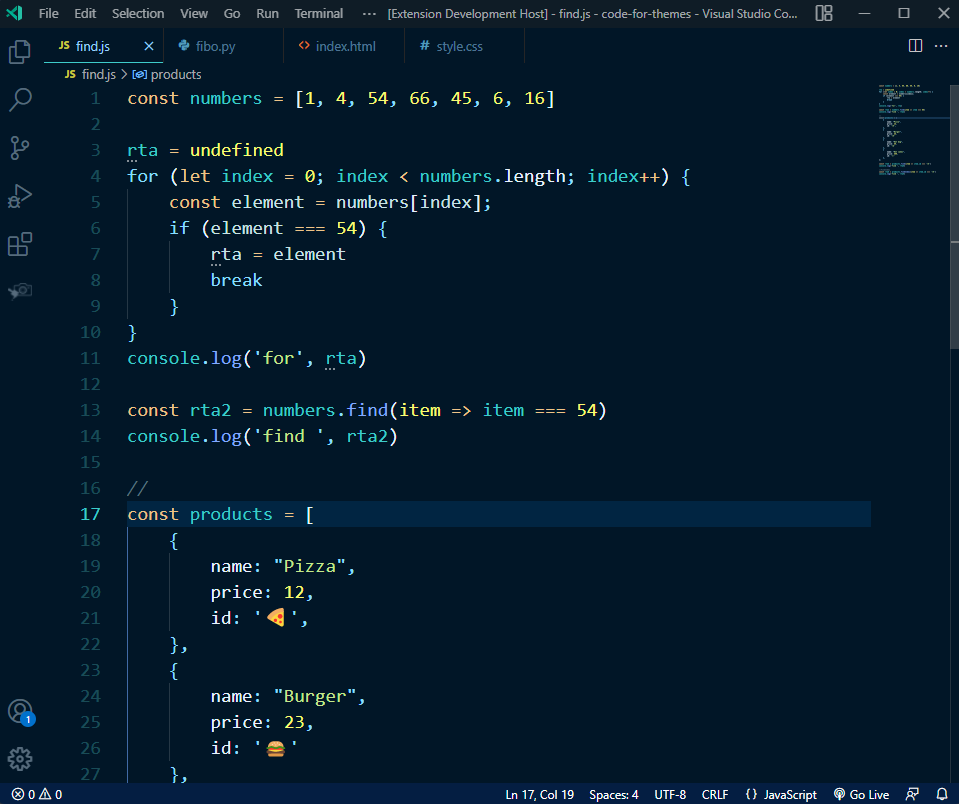 File Edit Selection View Go Run Terminal ··· [Extension Development Host] - find.js - code-for-themes - Visual Studio Co...
JS find.js × fibo.py <> index.html # style.css ···
JS find.js > products
1 const numbers = [1, 4, 54, 66, 45, 6, 16]
2
3 rta = undefined
4 for (let index = 0; index < numbers.length; index++) {
5 const element = numbers[index];
6 if (element === 54) {
7 rta = element
8 break
9 }
10 }
11 console.log('for', rta)
12
13 const rta2 = numbers.find(item => item === 54)
14 console.log('find ', rta2)
15
16 //
17 const products = [
18 {
19 name: "Pizza",
20 price: 12,
21 id: '🍕',
22 },
23 {
24 name: "Burger",
25 price: 23,
26 id: '🍔'
27 },
1
0 0 Ln 17, Col 19 Spaces: 4 UTF-8 CRLF {} JavaScript Go Live